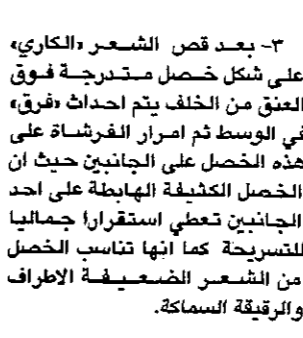 ٣- بعد قص الشعر «الكاري»
على شكل خصل متدرجة فوق
العنق من الخلف يتم احداث «فرق»
في الوسط ثم امرار الفرشاة على
هذه الخصل على الجانبين حيث ان
الخصل الكثيفة الهابطة على احد
الجانبين تعطي استقرارا جماليا
للتسريحة كما انها تناسب الخصل
من الشعر الضعيفة الاطراف
والرقيقة السماكة.